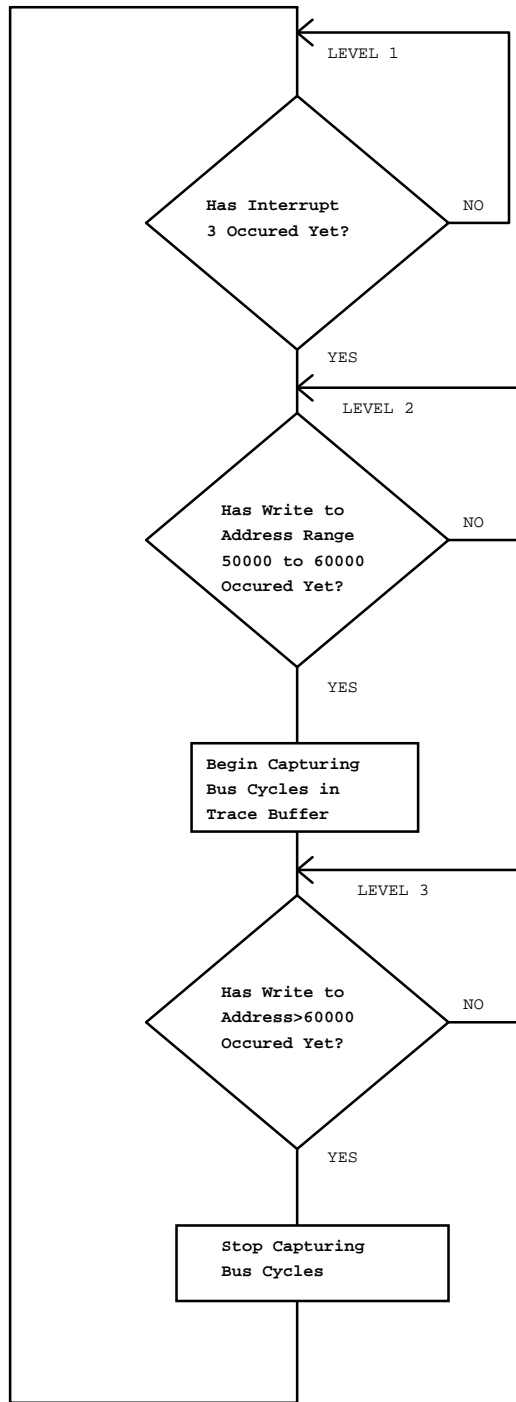 LEVEL 1
Has Interrupt
3 Occured Yet?
NO
YES
LEVEL 2
Has Write to
Address Range
50000 to 60000
Occured Yet?
NO
YES
Begin Capturing
Bus Cycles in
Trace Buffer
LEVEL 3
Has Write to
Address>60000
Occured Yet?
NO
YES
Stop Capturing
Bus Cycles